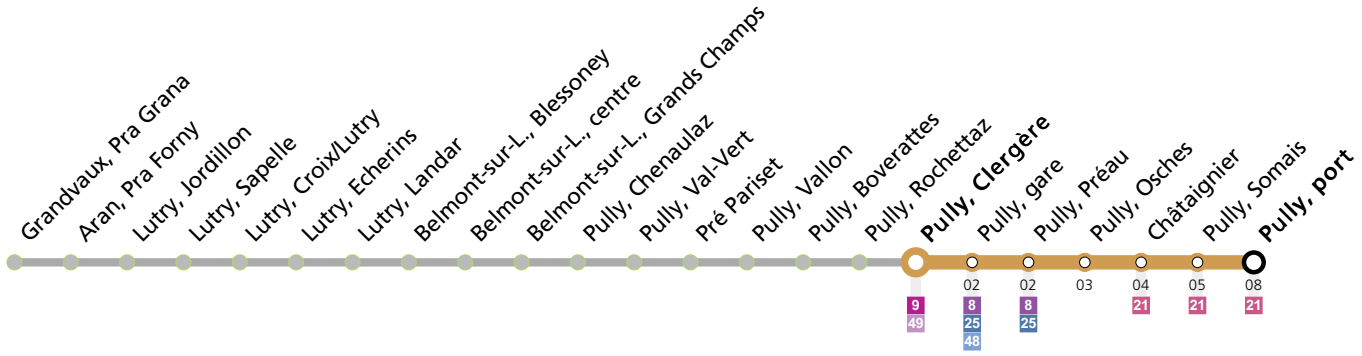 Grandvaux, Pra Grana
Aran, Pra Forny
Lutry, Jordillon
Lutry, Sapelle
Lutry, Croix/Lutry
Lutry, Echerins
Lutry, Landar
Belmont-sur-L., Blessoney
Belmont-sur-L., centre
Belmont-sur-L., Grands Champs
Pully, Chenaulaz
Pully, Val-Vert
Pré Pariset
Pully, Vallon
Pully, Boverattes
Pully, Rochettaz
Pully, Clergère
Pully, gare
Pully, Préau
Pully, Osches
Châtaignier
Pully, Somais
Pully, port
02 02 03 04 05 08
9 8 8 21 21 21
49 25 25
48